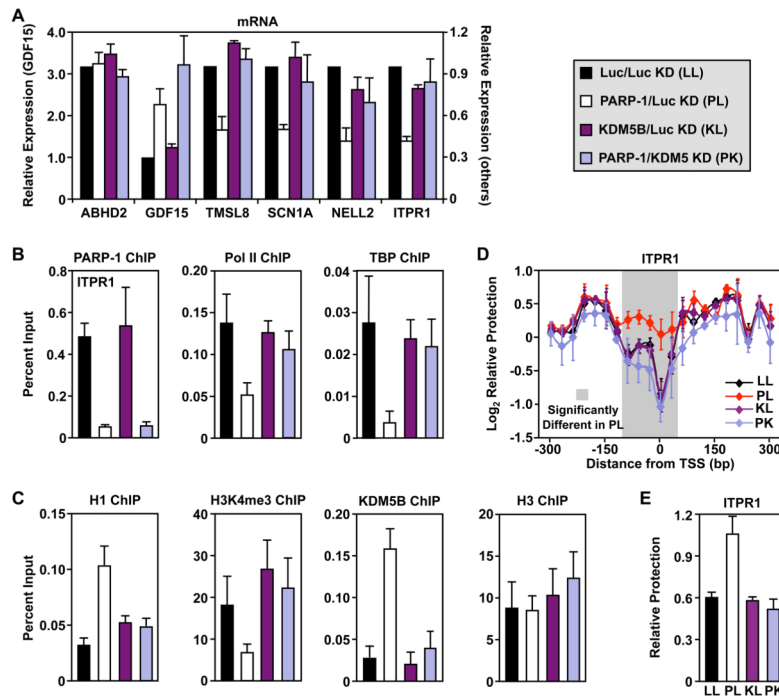 A
mRNA
Relative Expression (GDF15)
4.0
3.0
2.0
1.0
0
Relative Expression (others)
1.2
0.9
0.6
0.3
0
ABHD2 GDF15 TMSL8 SCN1A NELL2 ITPR1
Luc/Luc KD (LL)
PARP-1/Luc KD (PL)
KDM5B/Luc KD (KL)
PARP-1/KDM5 KD (PK)
B
PARP-1 ChIP
ITPR1
Percent Input
0.8
0.6
0.4
0.2
0
Pol II ChIP
0.20
0.15
0.10
0.05
0
TBP ChIP
0.04
0.03
0.02
0.01
0
D
ITPR1
Log2 Relative Protection
1.0
0.5
0.0
-0.5
-1.0
-1.5
Significantly
Different in PL
LL
PL
KL
PK
-300 -150 0 150 300
Distance from TSS (bp)
C
H1 ChIP
Percent Input
0.15
0.10
0.05
0
H3K4me3 ChIP
40
30
20
10
0
KDM5B ChIP
0.20
0.15
0.10
0.05
0
H3 ChIP
20
15
10
5
0
E
ITPR1
Relative Protection
1.2
0.9
0.6
0.3
0
LL PL KL PK